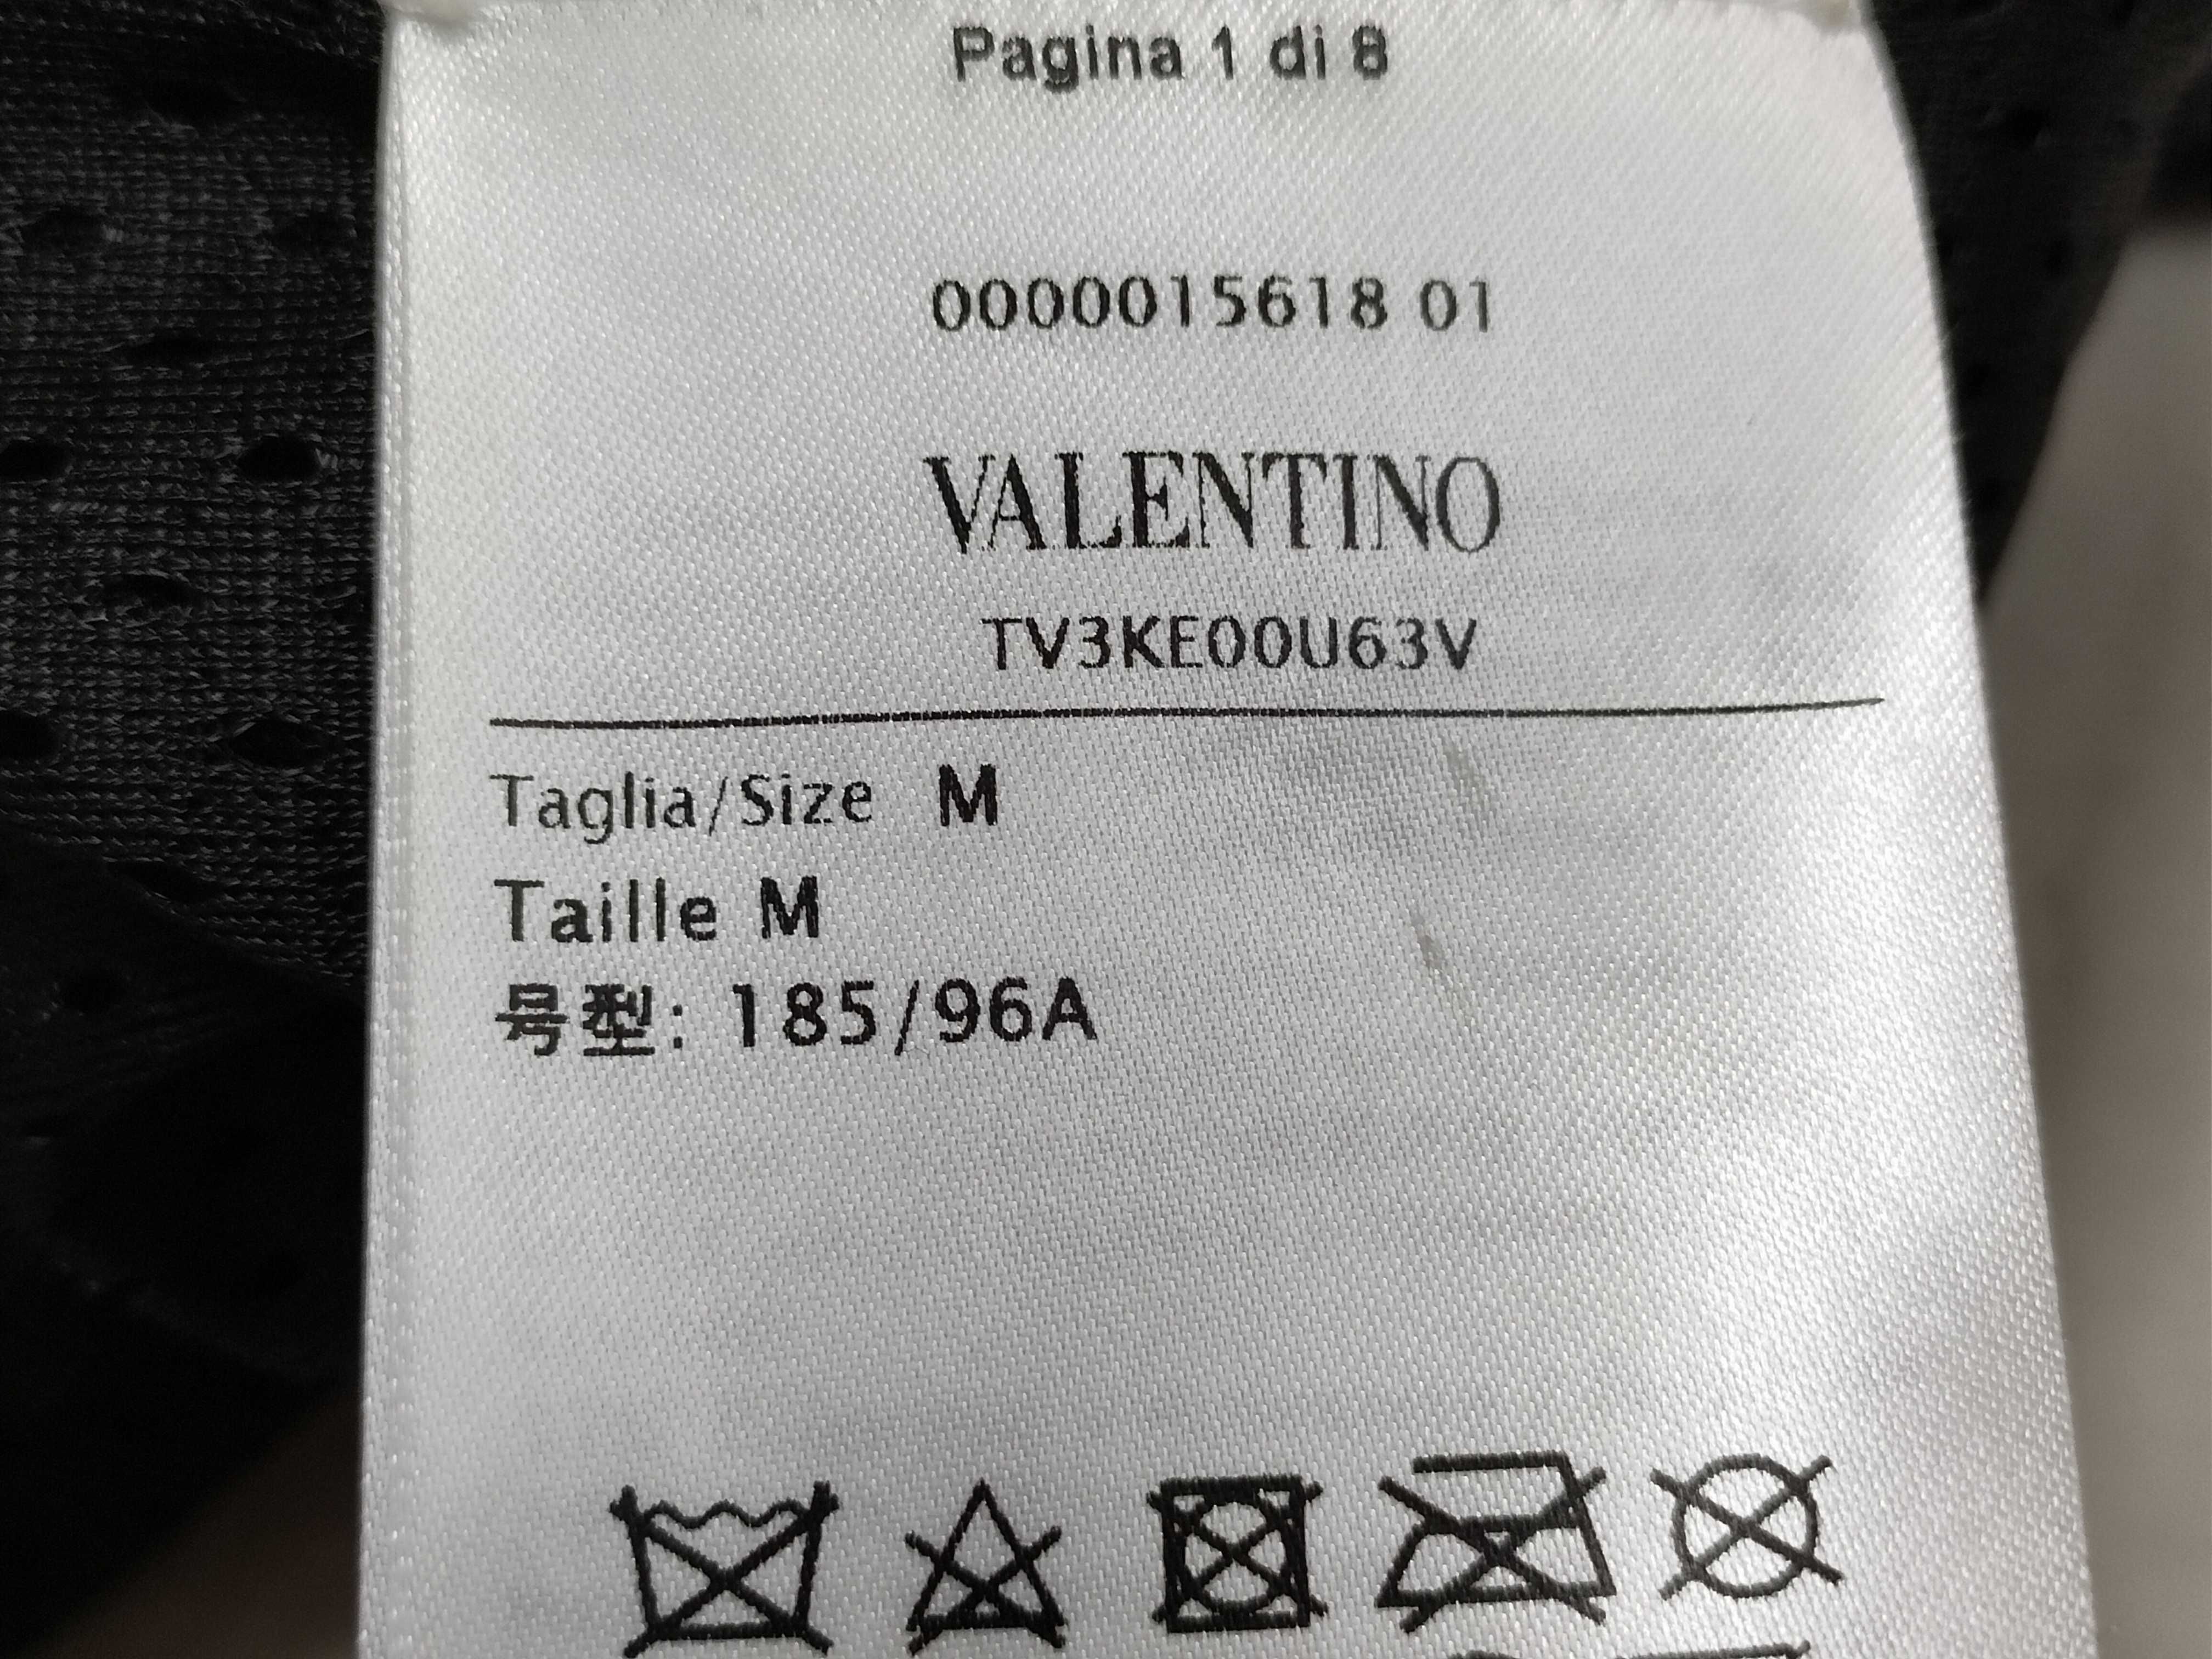 Pagina 1 di 8
0000015618 01
VALENTINO
TV3KE00U63V
Taglia/Size M
Taille M
号型: 185/96A